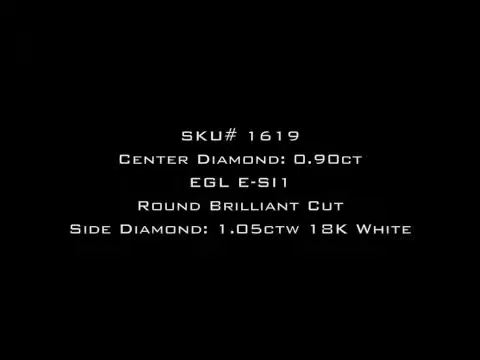 SKU# 1619
Center Diamond: 0.90ct
EGL E-SI1
Round Brilliant Cut
Side Diamond: 1.05ctw 18K White